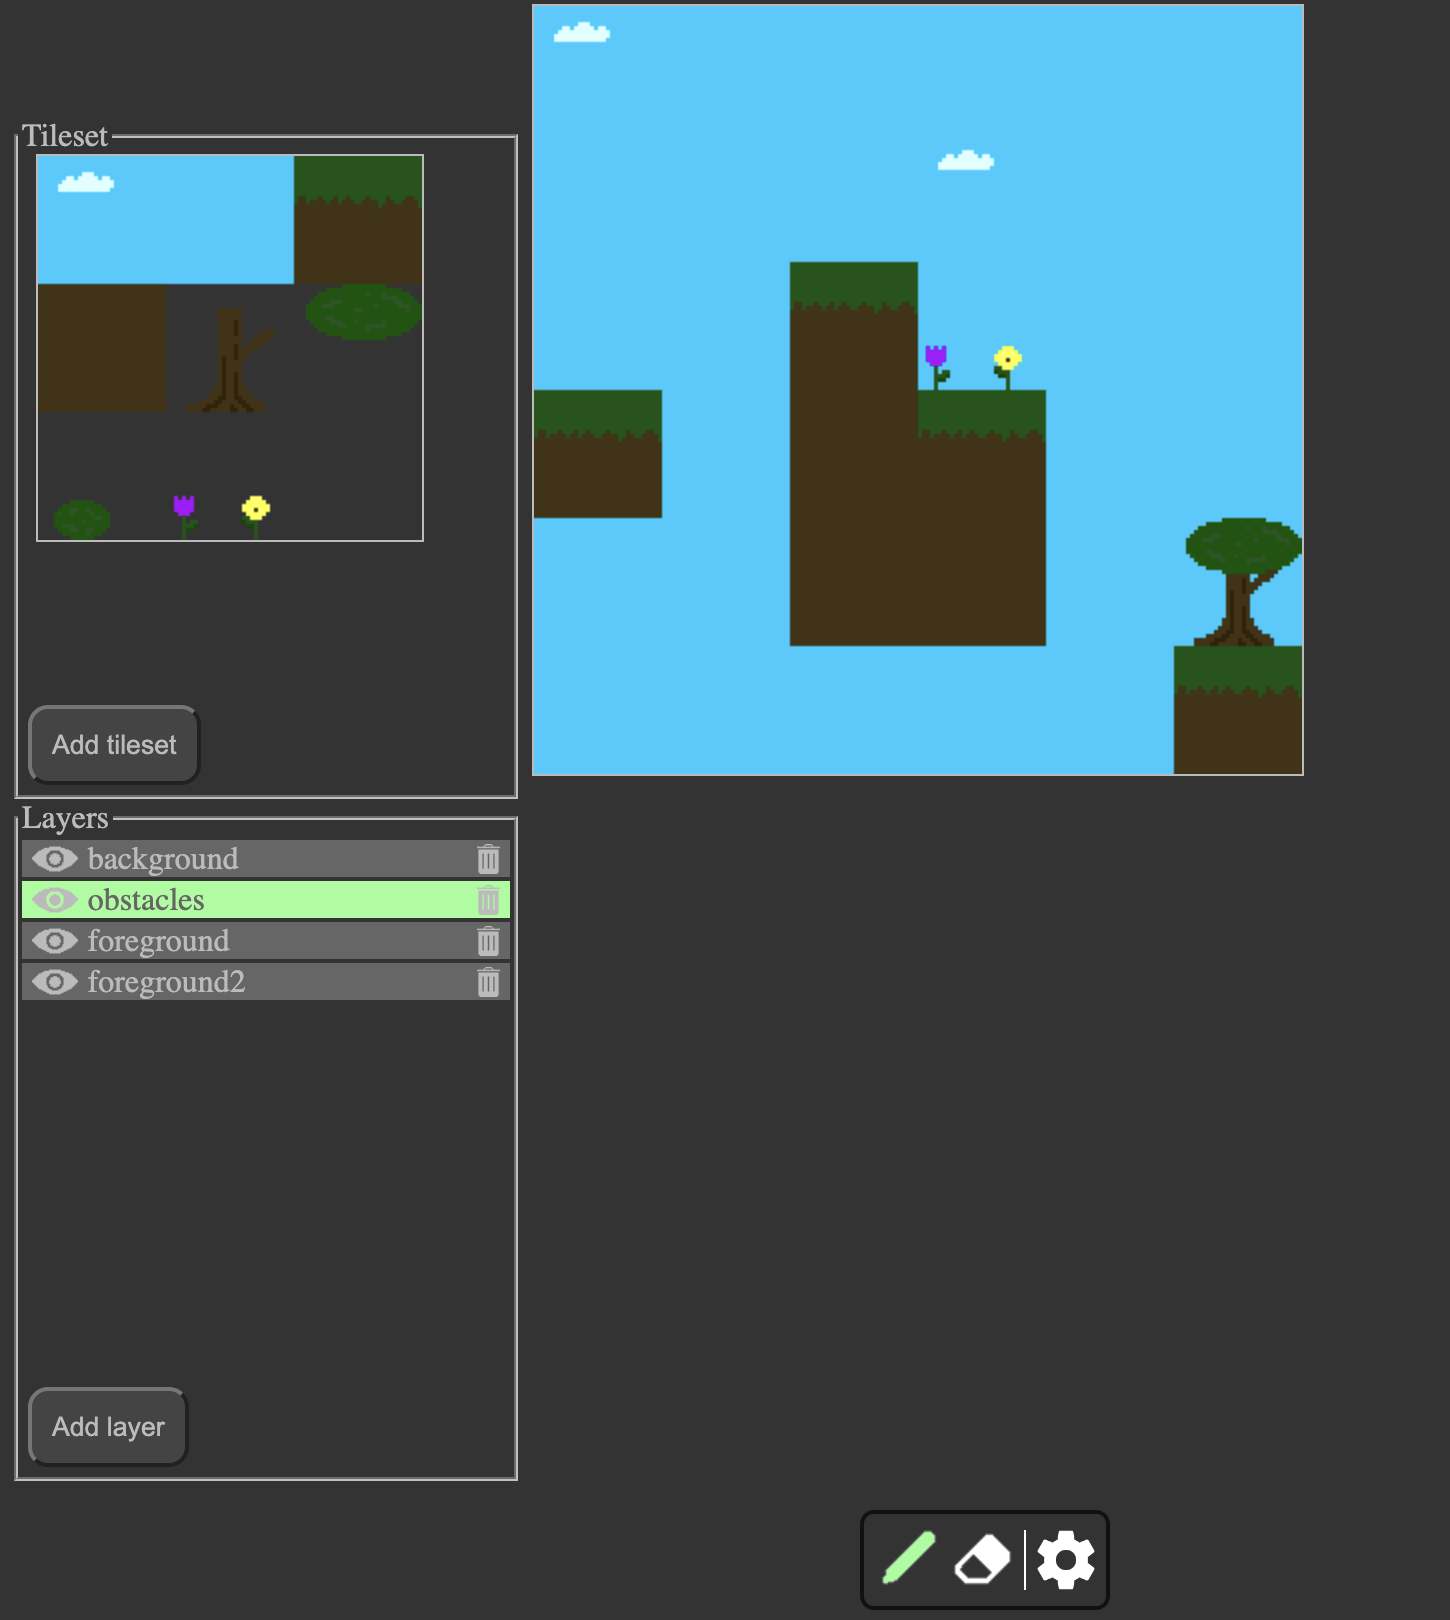 Tileset
Add tileset
Layers
background
obstacles
foreground
foreground2
Add layer